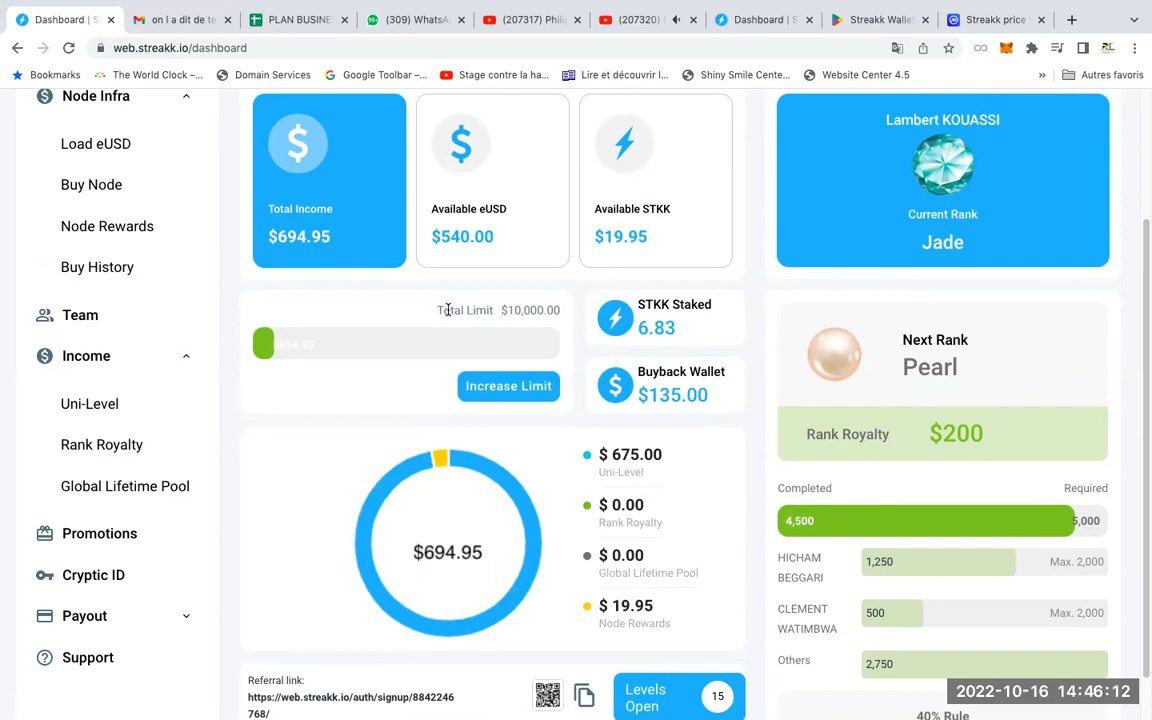 Dashboard | S
on l a dit de te
PLAN BUSINE
(309) WhatsA
(207317) Phili
(207320)
Dashboard | S
Streakk Wallet
Streakk price
web.streakk.io/dashboard
Bookmarks
The World Clock –...
Domain Services
Google Toolbar –...
Stage contre la ha...
Lire et découvrir l...
Shiny Smile Cente...
Website Center 4.5
»
Autres favoris
Node Infra
Load eUSD
Buy Node
Node Rewards
Buy History
Team
Income
Uni-Level
Rank Royalty
Global Lifetime Pool
Promotions
Cryptic ID
Payout
Support
Total Income
$694.95
Available eUSD
$540.00
Available STKK
$19.95
Lambert KOUASSI
Current Rank
Jade
Total Limit $10,000.00
$694.95
Increase Limit
STKK Staked
6.83
Buyback Wallet
$135.00
Next Rank
Pearl
Rank Royalty $200
$694.95
$ 675.00
Uni-Level
$ 0.00
Rank Royalty
$ 0.00
Global Lifetime Pool
$ 19.95
Node Rewards
Completed Required
4,500 5,000
HICHAM
BEGGARI
1,250 Max. 2,000
CLEMENT
WATIMBWA
500 Max. 2,000
Others
2,750
40% Rule
Referral link:
https://web.streakk.io/auth/signup/8842246
768/
Levels
Open
15
2022-10-16 14:46:12